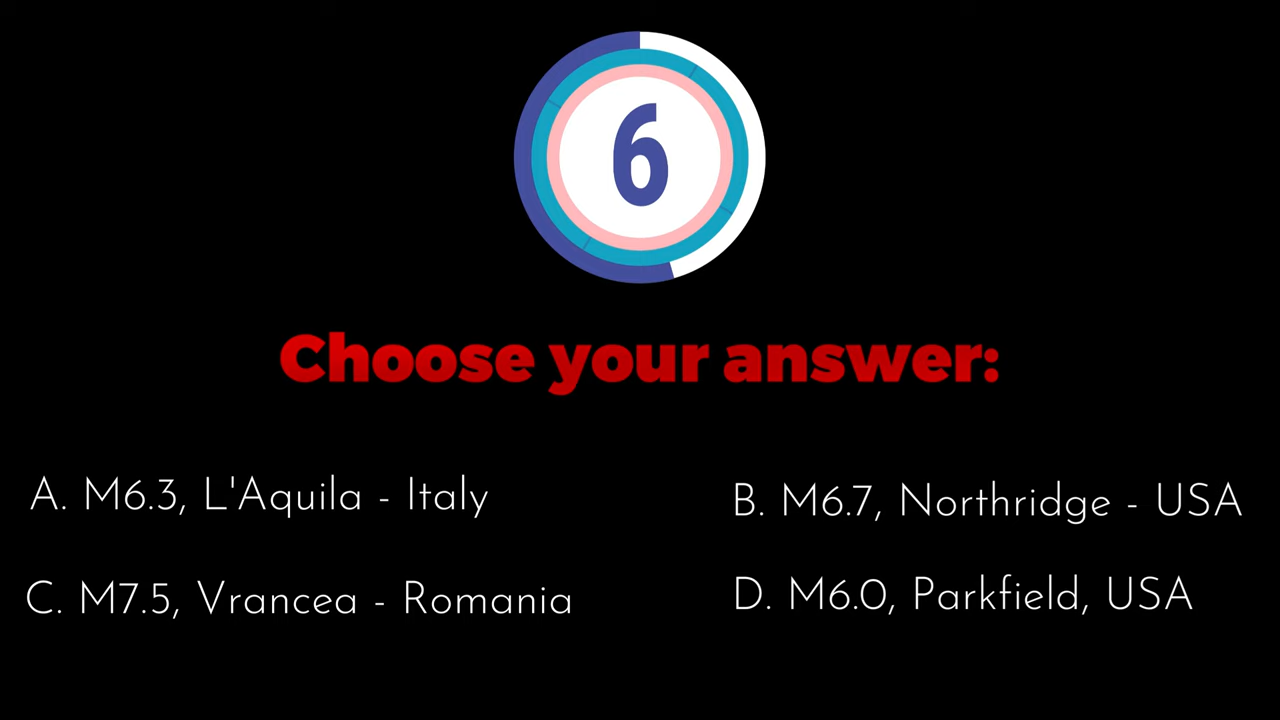 6
Choose your answer:
A. M6.3, L'Aquila - Italy
B. M6.7, Northridge - USA
C. M7.5, Vrancea - Romania
D. M6.0, Parkfield, USA